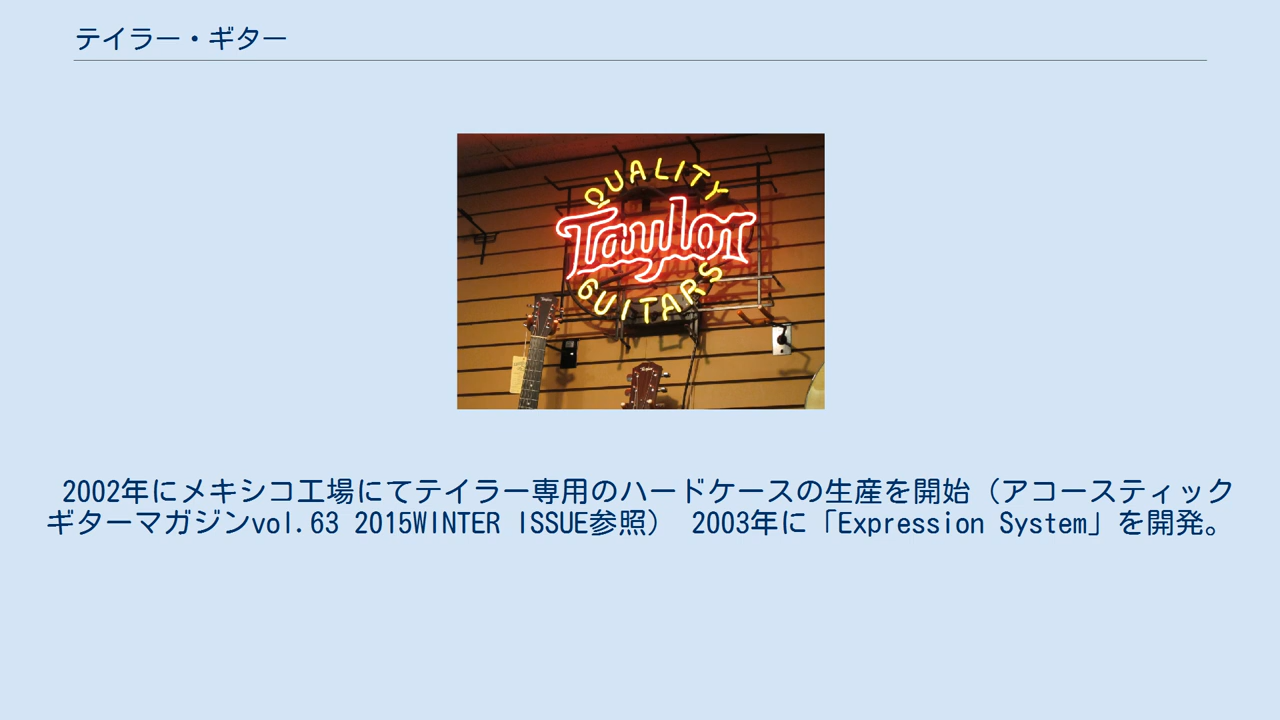 テイラー・ギター
QUALITY
Taylor
GUITARS
2002年にメキシコ工場にてテイラー専用のハードケースの生産を開始（アコースティック
ギターマガジンvol.63 2015WINTER ISSUE参照） 2003年に「Expression System」を開発。